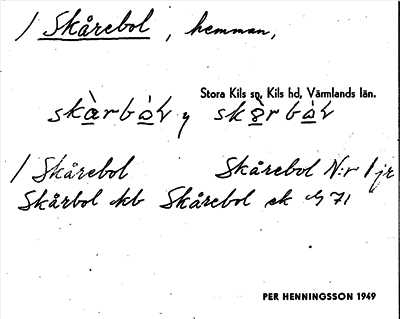 / Skårebol, hemman,
Stora Kils sn, Kils hd, Värmlands län.
/ Skårebol Skårebol N:r 1 jr
Skårbol kb Skårebol ek 71
PER HENNINGSSON 1949